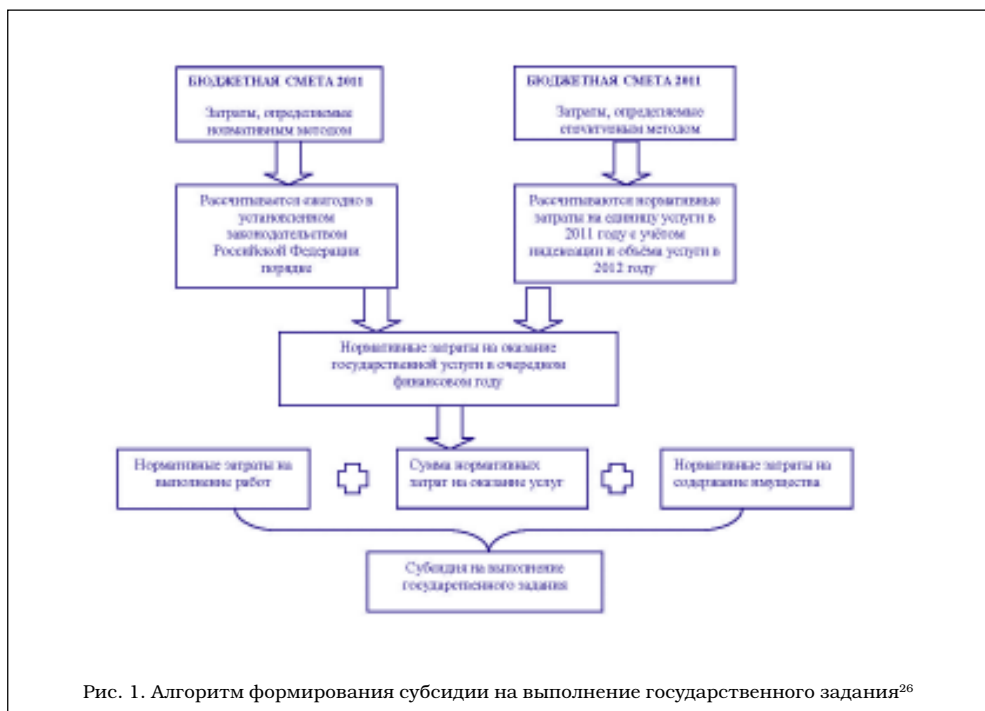 БЮДЖЕТНАЯ СМЕТА 2011
Затраты, определяемые
нормативным методом
БЮДЖЕТНАЯ СМЕТА 2011
Затраты, определяемые
структурным методом
Рассчитывается ежегодно в
установленном
законодательством
Российской Федерации
порядке
Рассчитываются нормативные
затраты на единицу услуги в
2011 году с учётом
индексации и объёма услуги в
2012 году
Нормативные затраты на оказание
государственной услуги в очередном
финансовом году
Нормативные затраты на
выполнение работ
Сумма нормативных
затрат на оказание услуг
Нормативные затраты на
содержание имущества
Субсидия на выполнение
государственного задания
Рис. 1. Алгоритм формирования субсидии на выполнение государственного задания²⁶